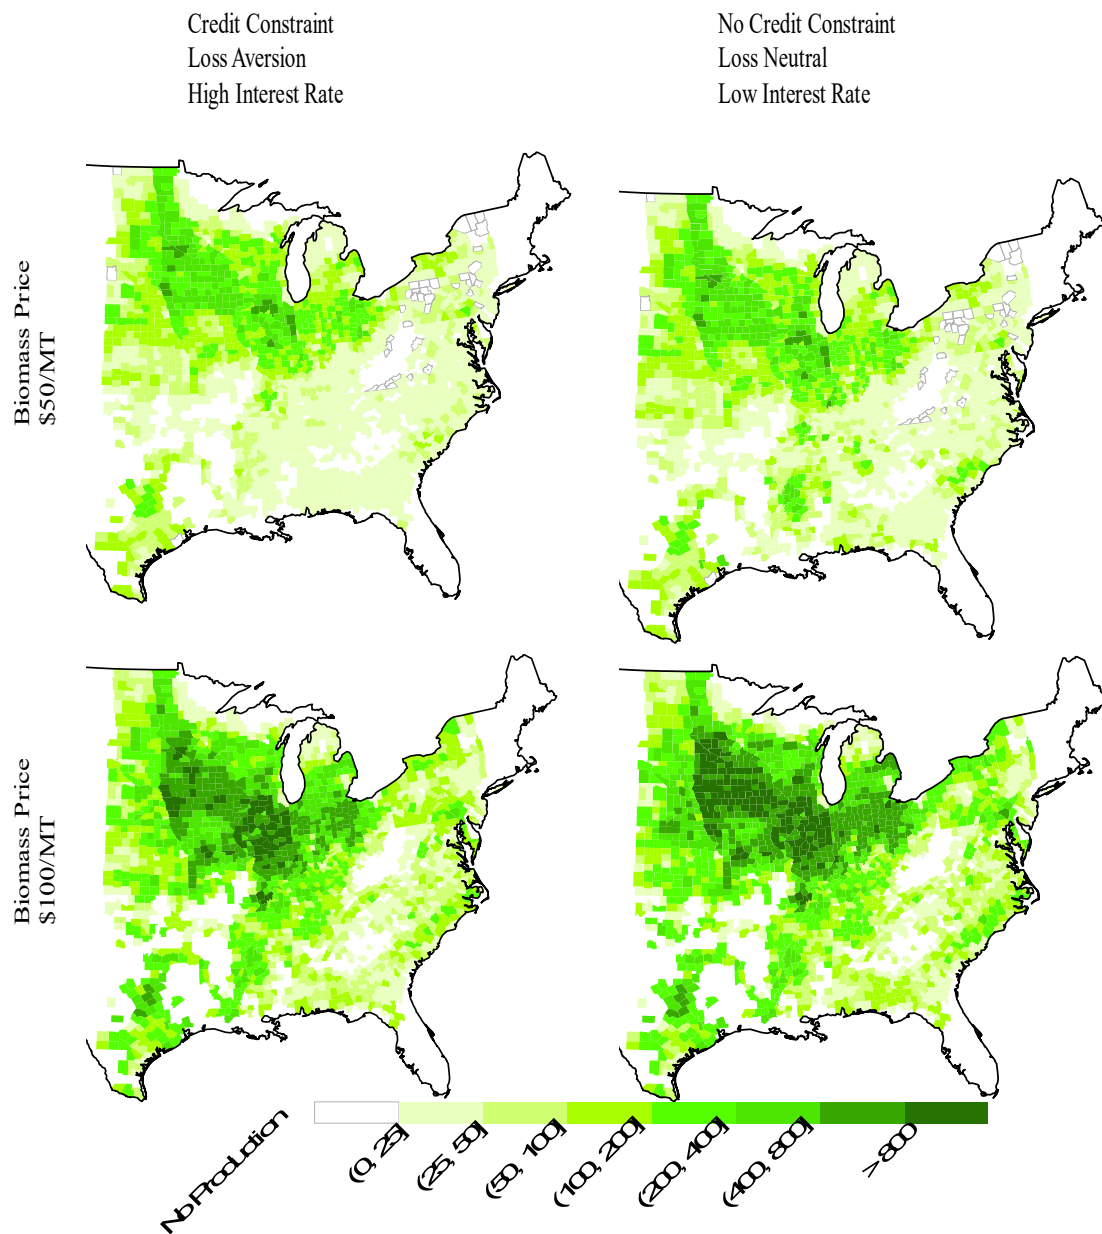 Credit Constraint
Loss Aversion
High Interest Rate
No Credit Constraint
Loss Neutral
Low Interest Rate
Biomass Price
$50/MT
Biomass Price
$100/MT
No Production
(0, 25]
(25, 50]
(50, 100]
(100, 200]
(200, 400]
(400, 800]
>800